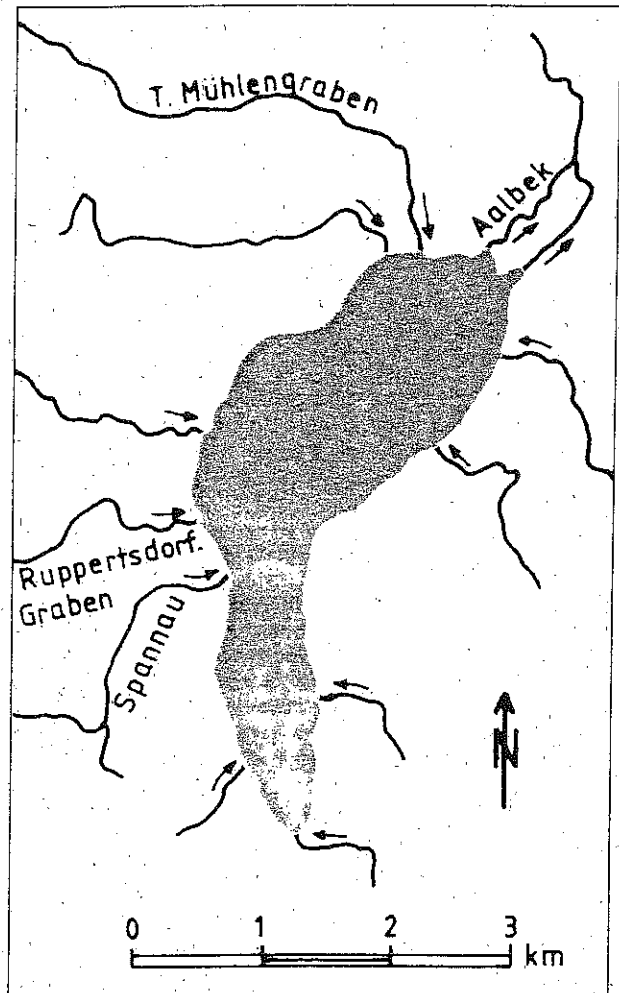 T. Mühlengraben
Aalbek
Ruppertsdorf.
Graben
Spannau
N
0 1 2 3
km